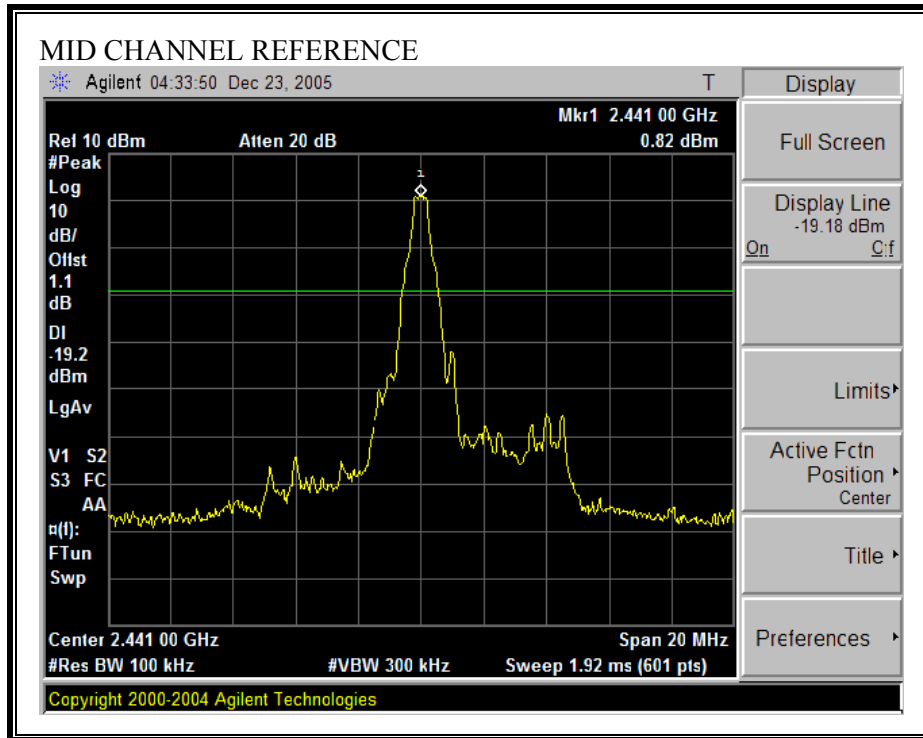 MID CHANNEL REFERENCE
Agilent 04:33:50 Dec 23, 2005 T
Display
Mkr1 2.441 00 GHz
Ref 10 dBm Atten 20 dB 0.82 dBm
#Peak
Log
10
dB/
Offst
1.1
dB
DI
-19.2
dBm
LgAv
V1 S2
S3 FC
AA
¤(f):
FTun
Swp
1
Center 2.441 00 GHz Span 20 MHz
#Res BW 100 kHz #VBW 300 kHz Sweep 1.92 ms (601 pts)
Copyright 2000-2004 Agilent Technologies
Full Screen
Display Line
-19.18 dBm
On Off
Limits
Active Fctn
Position
Center
Title
Preferences